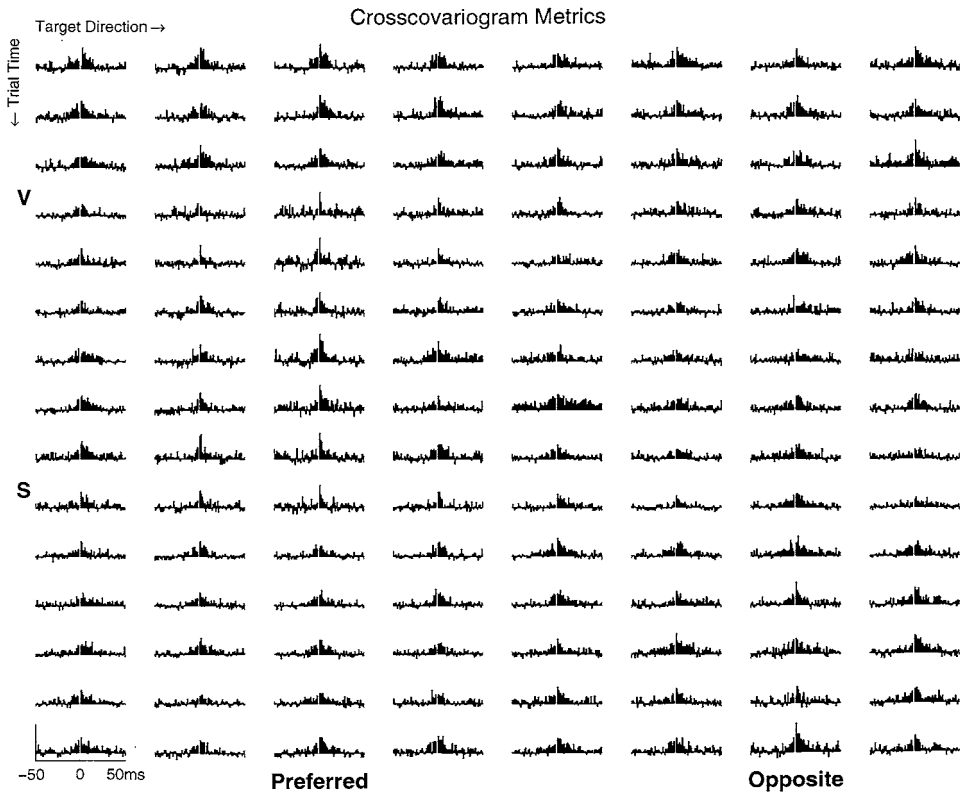 Crosscovariogram Metrics
Target Direction →
← Trial Time
V
S
−50 0 50ms
Preferred Opposite